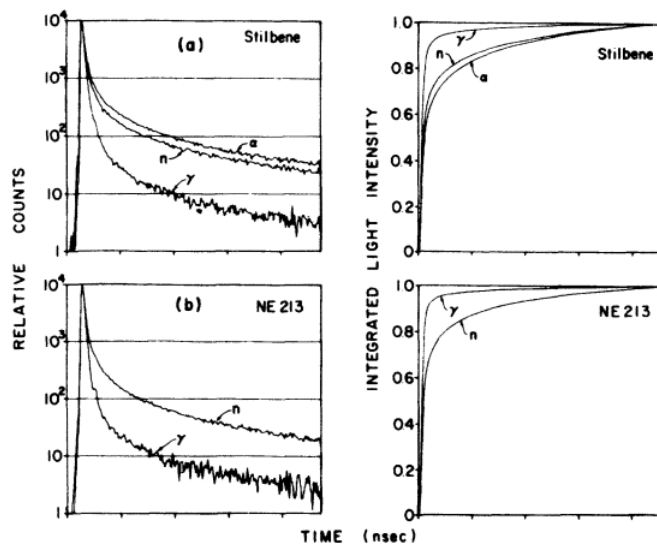 (a)
Stilbene
10⁴
10³
10²
10
1
α
n
γ
(b)
NE 213
10⁴
10³
10²
10
1
n
γ
RELATIVE COUNTS
1.0
0.8
0.6
0.4
0.2
0
γ
n
α
Stilbene
1.0
0.8
0.6
0.4
0.2
0
γ
n
NE 213
INTEGRATED LIGHT INTENSITY
TIME (nsec)